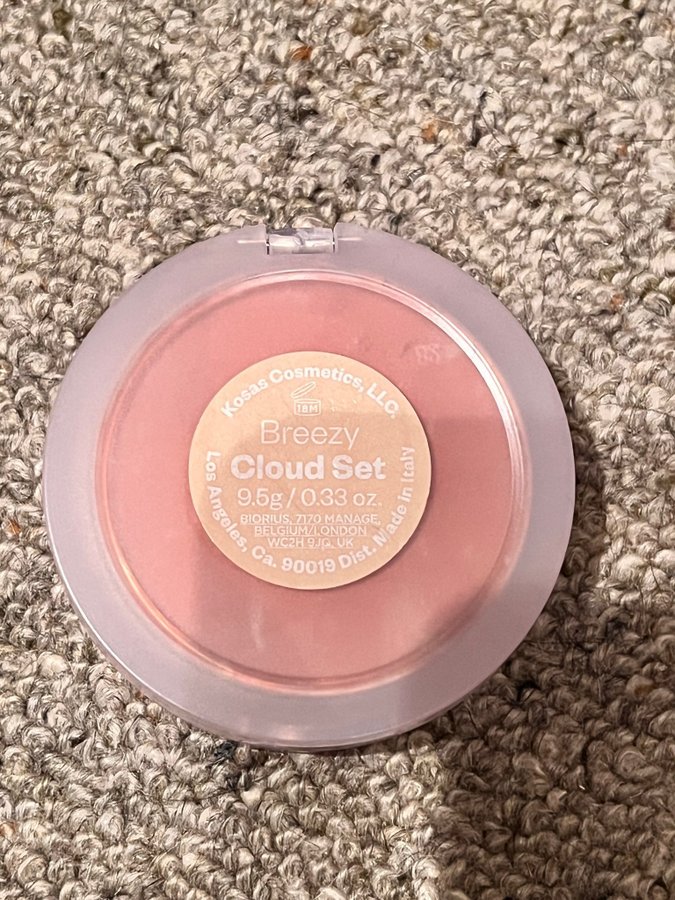 Kosas Cosmetics, LLC.
18M
Breezy
Cloud Set
9.5g / 0.33 oz.
BIORIUS, 7170 MANAGE,
BELGIUM/LONDON
WC2H 9JQ, UK
Los Angeles, Ca. 90019 Dist. Made in Italy